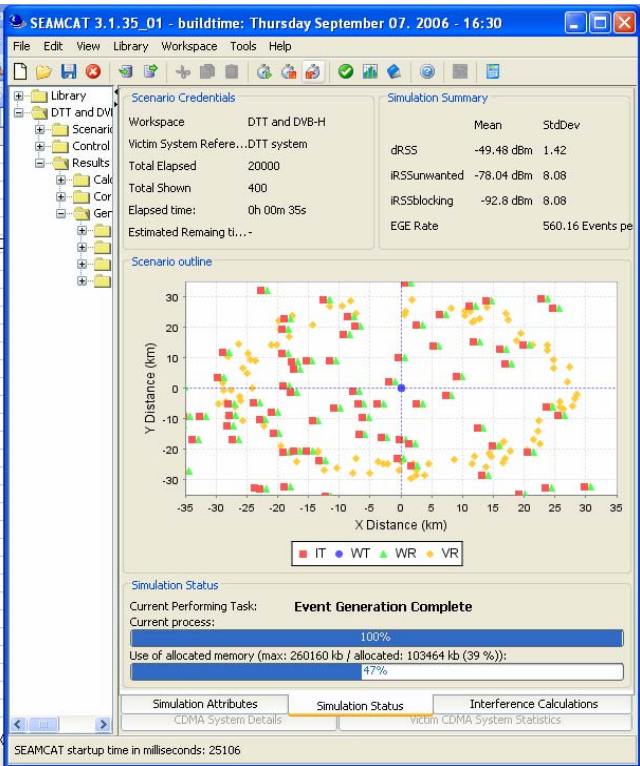 SEAMCAT 3.1.35_01 - buildtime: Thursday September 07. 2006 - 16:30
File Edit View Library Workspace Tools Help
Library
DTT and DVI
Scenario
Control
Results
Calc
Cor
Gen
Scenario Credentials
Workspace DTT and DVB-H
Victim System Refere...DTT system
Total Elapsed 20000
Total Shown 400
Elapsed time: 0h 00m 35s
Estimated Remaing ti...-
Simulation Summary
Mean StdDev
dRSS -49.48 dBm 1.42
iRSSunwanted -78.04 dBm 8.08
iRSSblocking -92.8 dBm 8.08
EGE Rate 560.16 Events pe
Scenario outline
Y Distance (km)
30
20
10
0
-10
-20
-30
-35 -30 -25 -20 -15 -10 -5 0 5 10 15 20 25 30 35
X Distance (km)
IT WT WR VR
Simulation Status
Current Performing Task: Event Generation Complete
Current process:
100%
Use of allocated memory (max: 260160 kb / allocated: 103464 kb (39 %)):
47%
Simulation Attributes Simulation Status Interference Calculations
CDMA System Details Victim CDMA System Statistics
SEAMCAT startup time in milliseconds: 25106